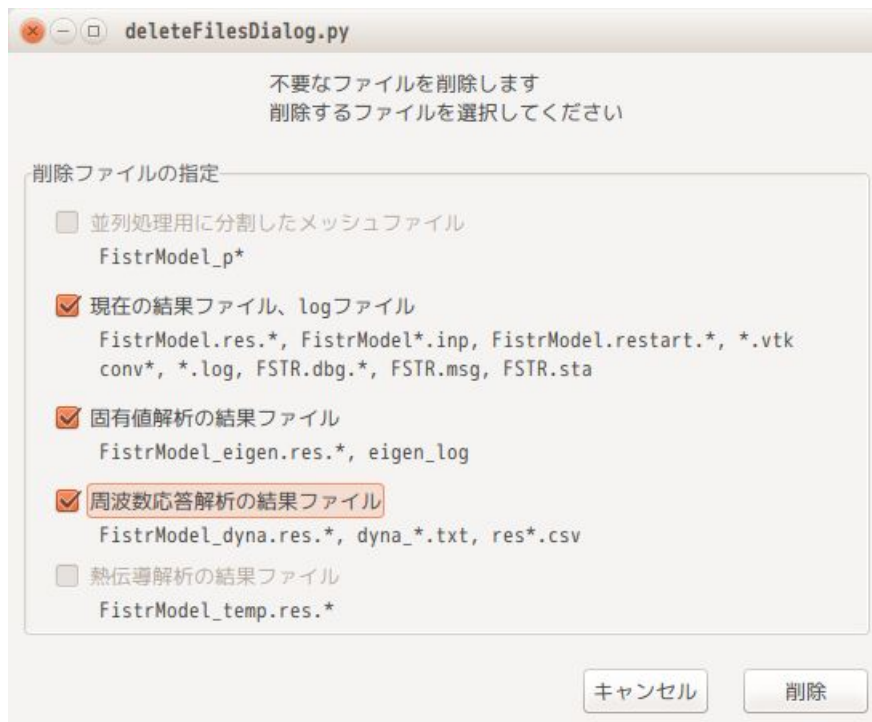 deleteFilesDialog.py
不要なファイルを削除します
削除するファイルを選択してください
削除ファイルの指定
並列処理用に分割したメッシュファイル
FistrModel_p*
現在の結果ファイル、logファイル
FistrModel.res.*, FistrModel*.inp, FistrModel.restart.*, *.vtk
conv*, *.log, FSTR.dbg.*, FSTR.msg, FSTR.sta
固有値解析の結果ファイル
FistrModel_eigen.res.*, eigen_log
周波数応答解析の結果ファイル
FistrModel_dyna.res.*, dyna_*.txt, res*.csv
熱伝導解析の結果ファイル
FistrModel_temp.res.*
キャンセル 削除